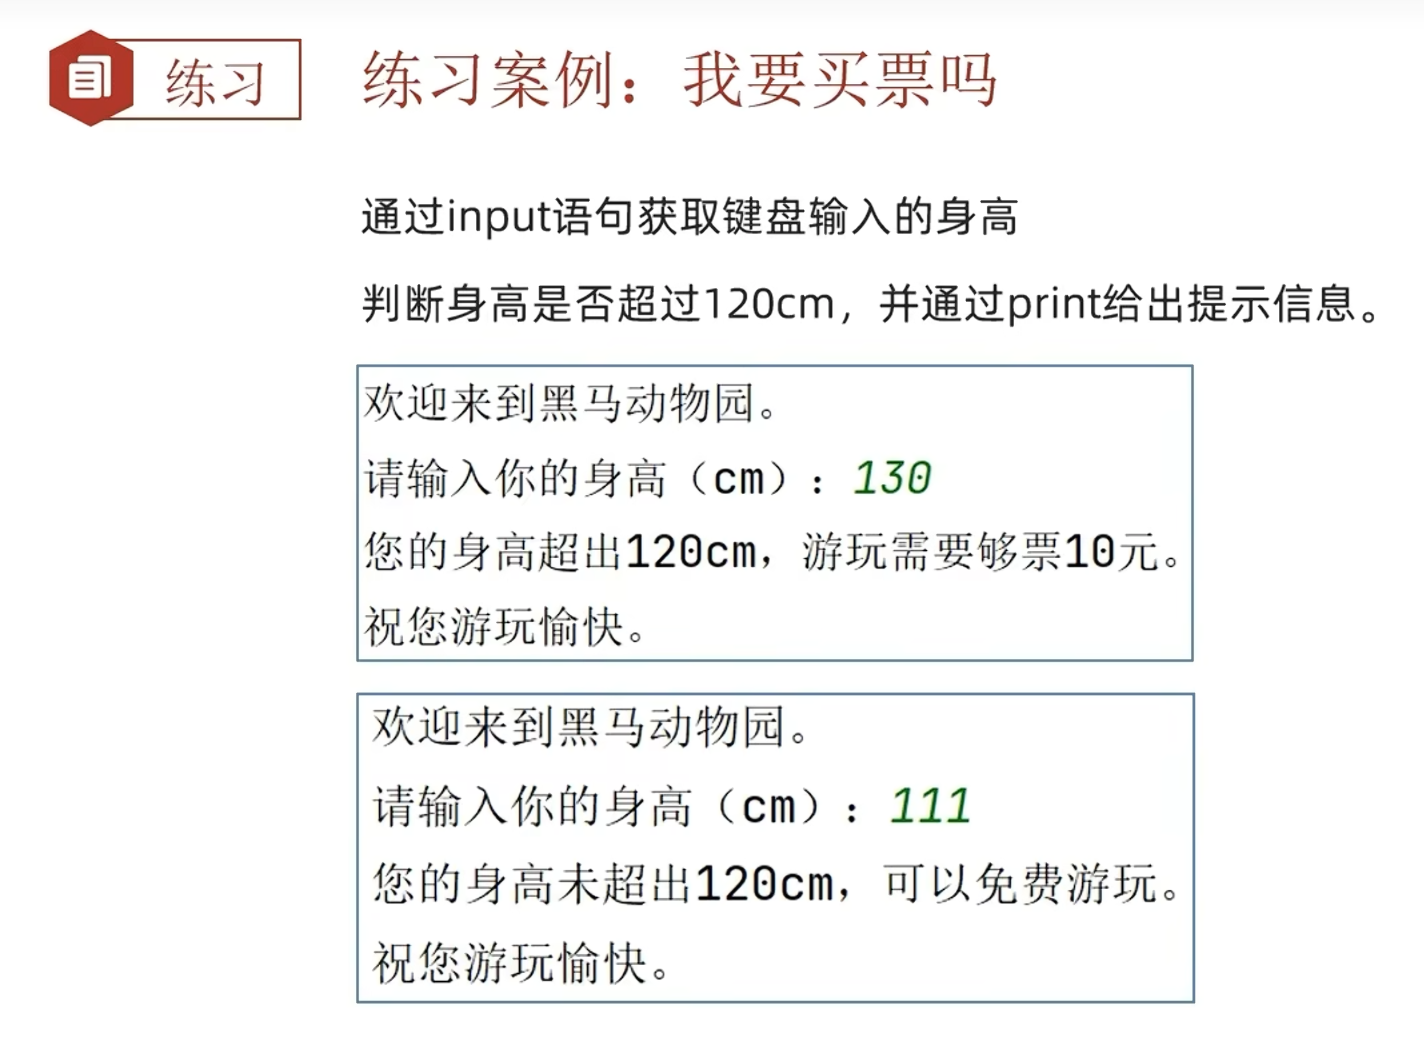 练习
练习案例：我要买票吗
通过input语句获取键盘输入的身高
判断身高是否超过120cm，并通过print给出提示信息。
欢迎来到黑马动物园。
请输入你的身高（cm）：130
您的身高超出120cm，游玩需要够票10元。
祝您游玩愉快。
欢迎来到黑马动物园。
请输入你的身高（cm）：111
您的身高未超出120cm，可以免费游玩。
祝您游玩愉快。